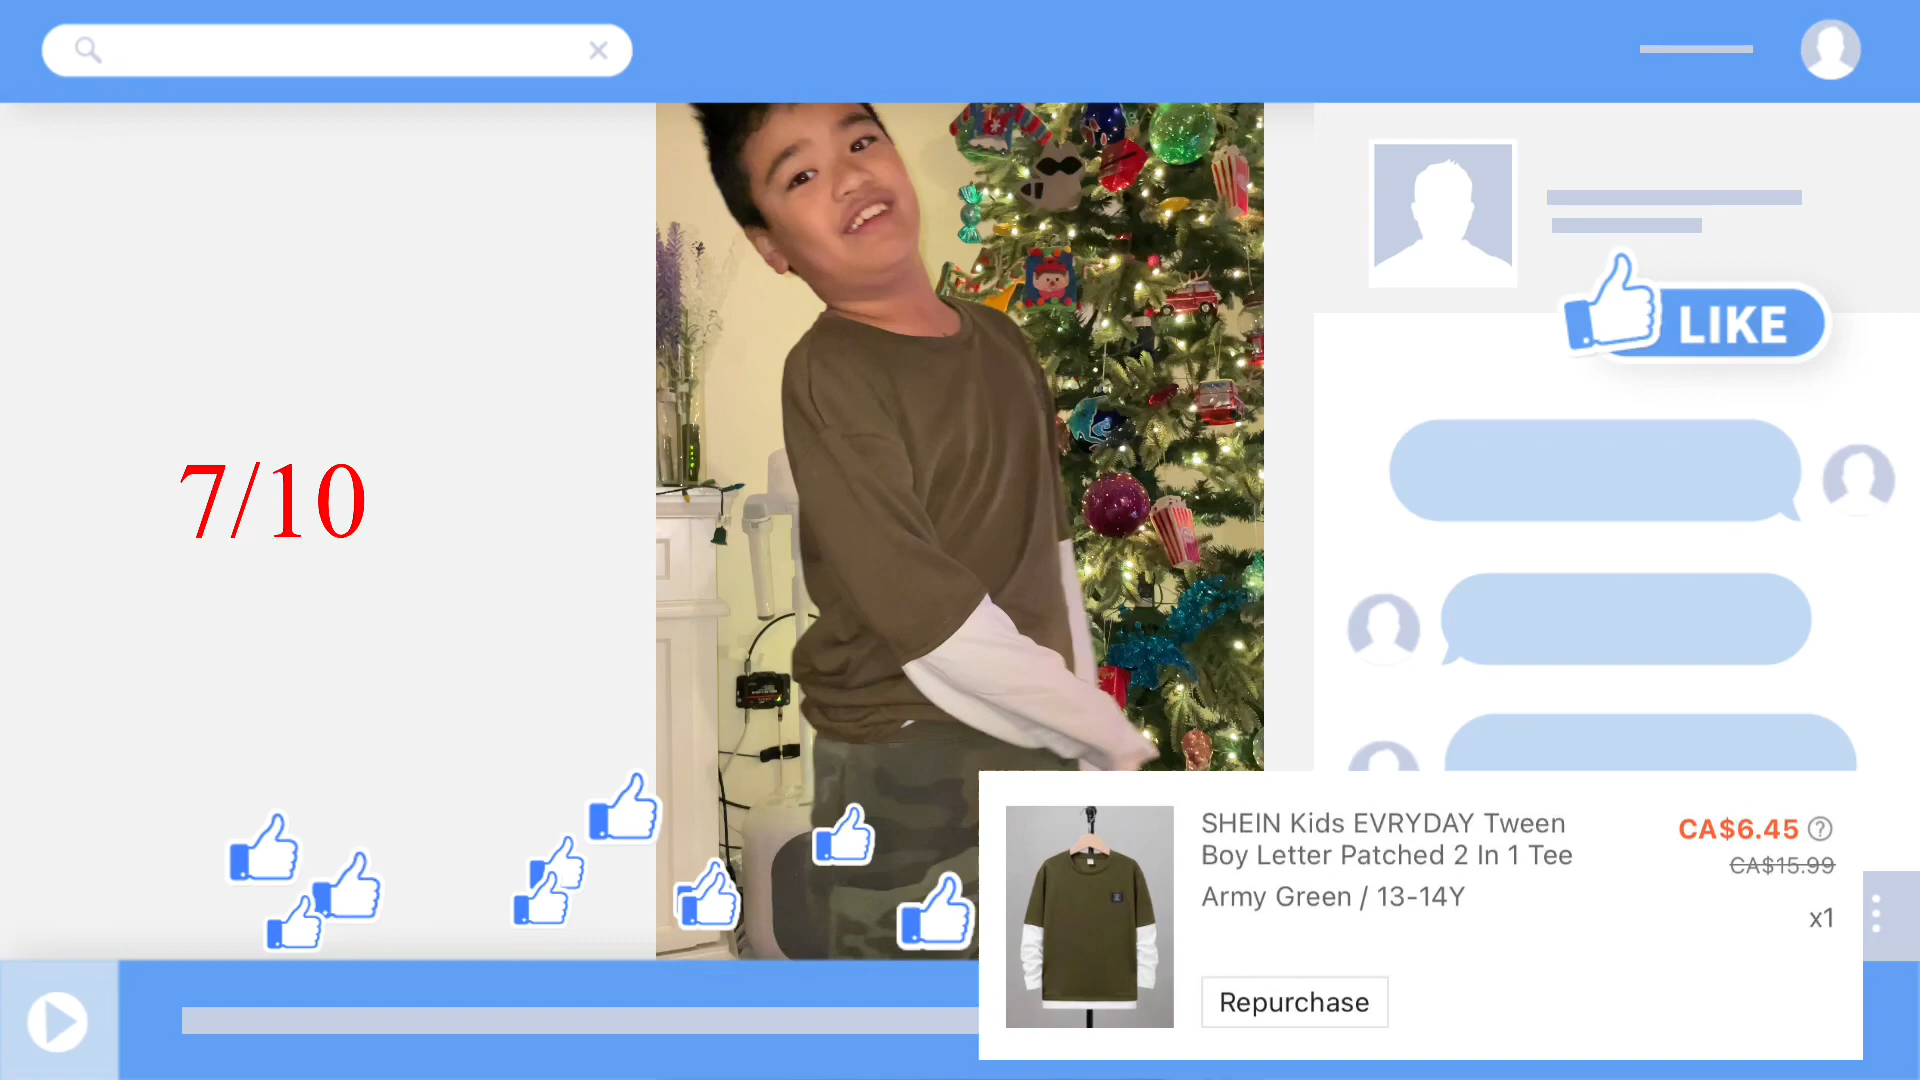 LIKE
7/10
SHEIN Kids EVRYDAY Tween
Boy Letter Patched 2 In 1 Tee
Army Green / 13-14Y
CA$6.45
CA$15.99
x1
Repurchase